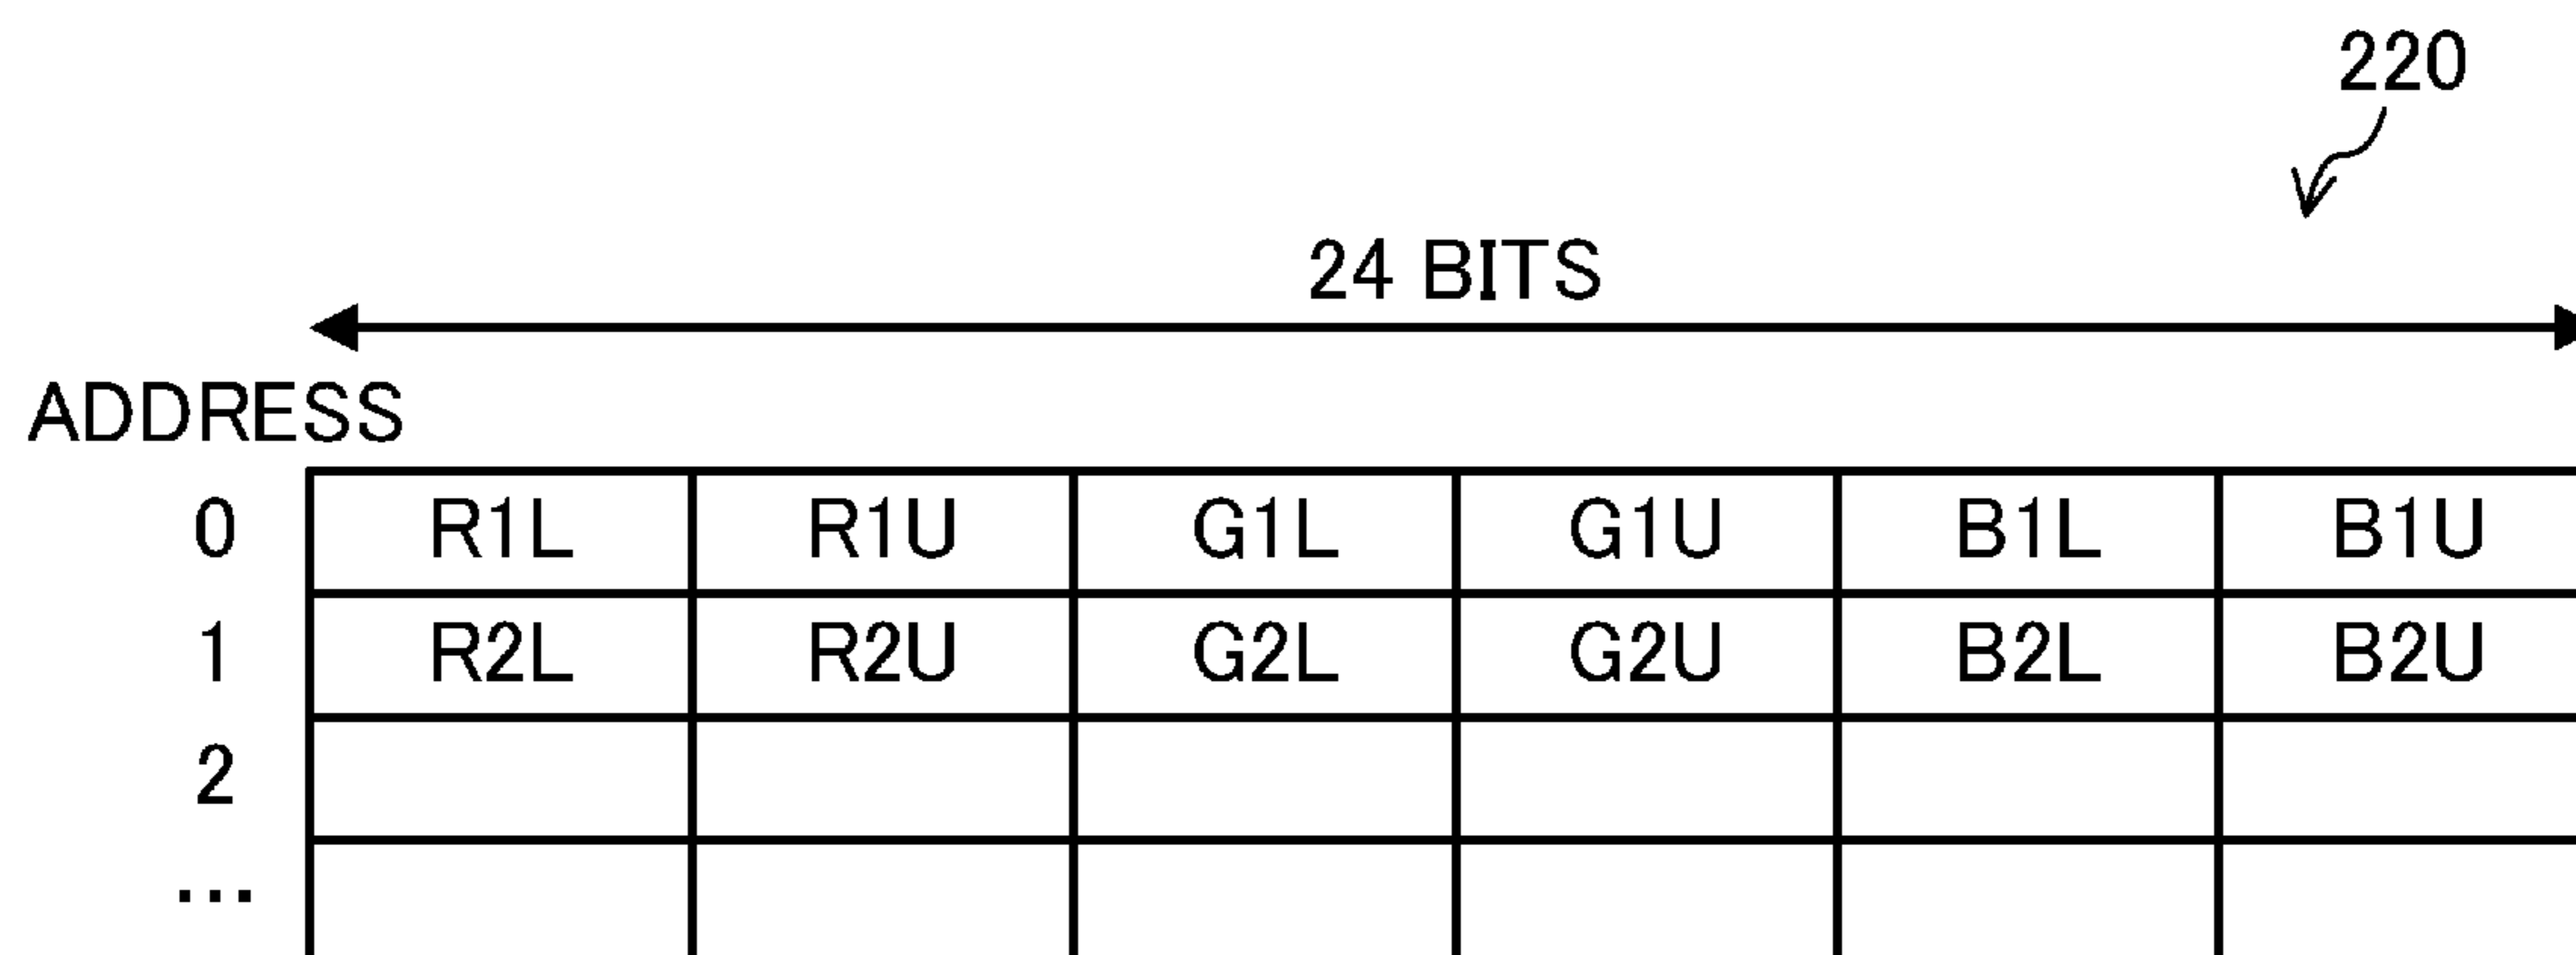 220
24 BITS
ADDRESS
0 R1L R1U G1L G1U B1L B1U
1 R2L R2U G2L G2U B2L B2U
2
...